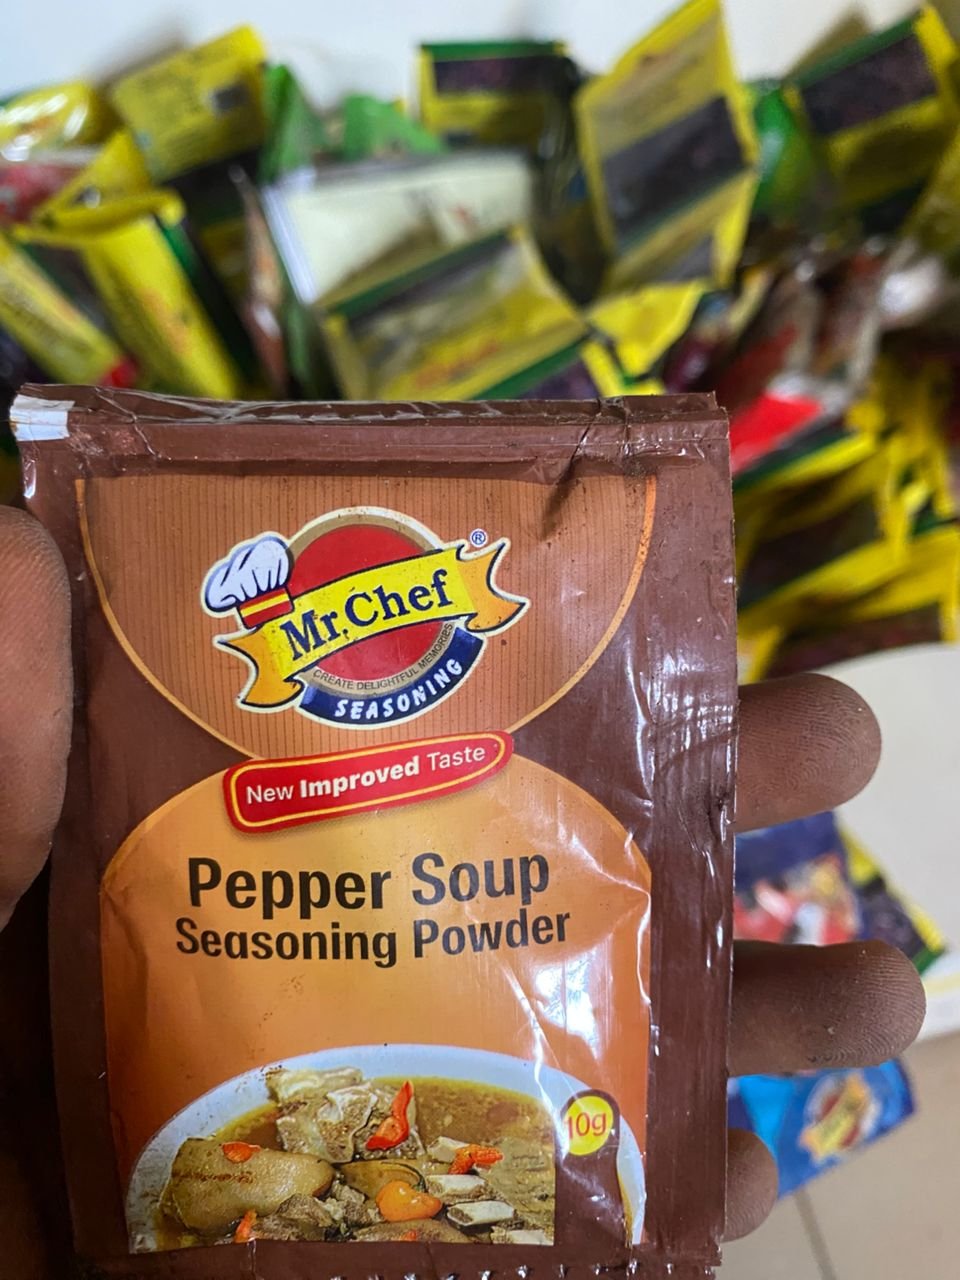 ®
Mr. Chef
CREATE DELIGHTFUL MEMORIES
SEASONING
New Improved Taste
Pepper Soup
Seasoning Powder
10g